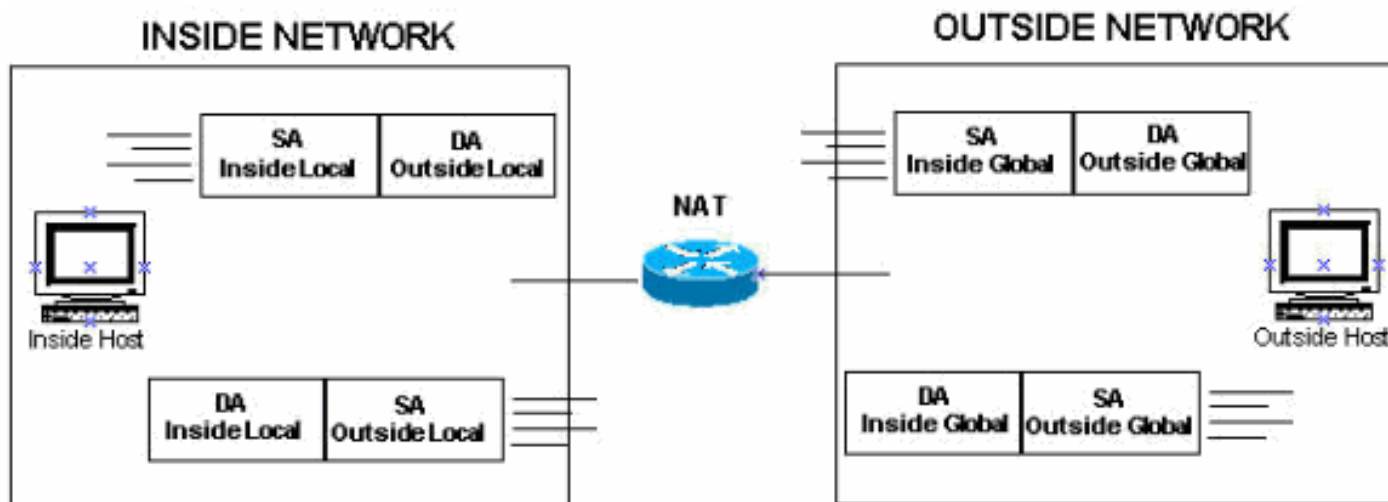 INSIDE NETWORK
OUTSIDE NETWORK
SA
Inside Local
DA
Outside Local
SA
Inside Global
DA
Outside Global
NAT
Inside Host
Outside Host
DA
Inside Local
SA
Outside Local
DA
Inside Global
SA
Outside Global